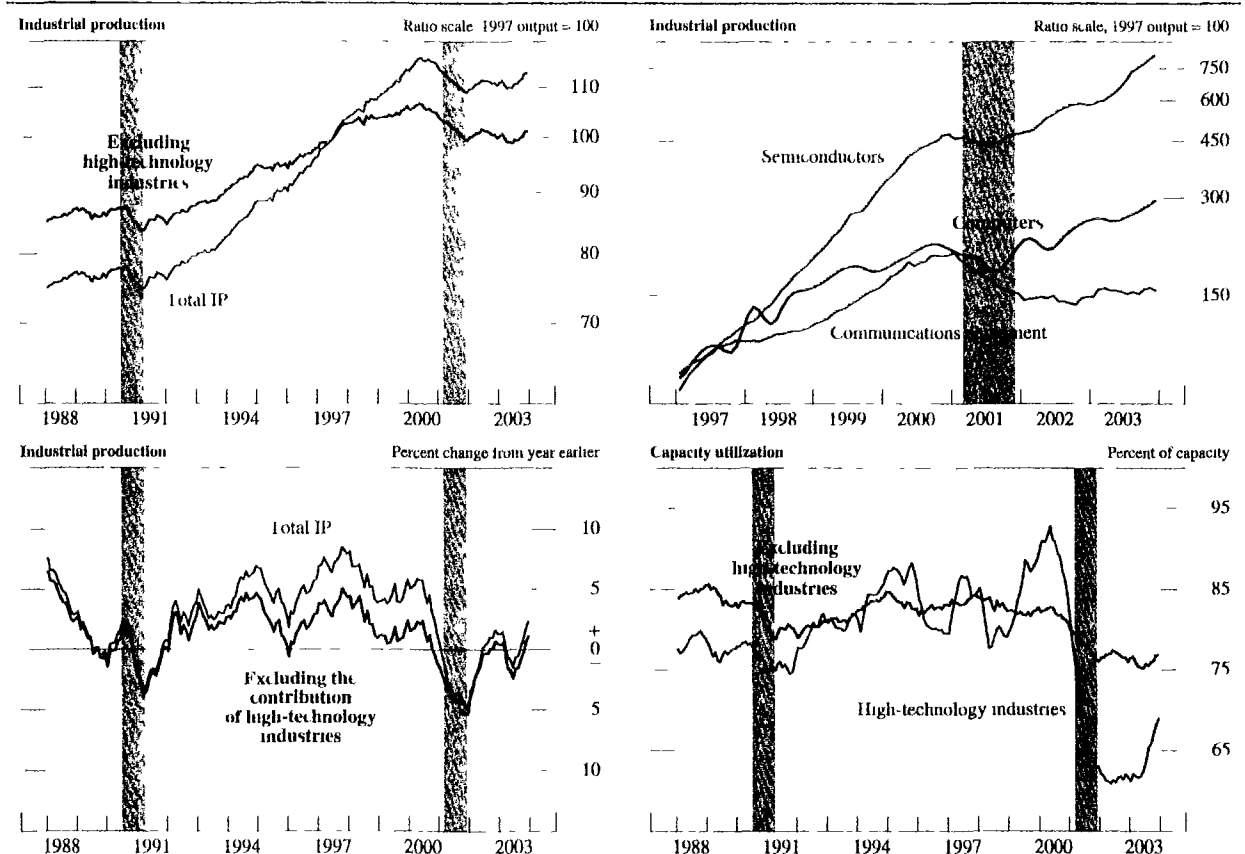 Industrial production
Ratio scale 1997 output = 100
110
100
90
80
70
Excluding
high-technology
industries
Total IP
1988 1991 1994 1997 2000 2003
Industrial production
Ratio scale, 1997 output = 100
750
600
450
300
150
Semiconductors
Computers
Communications
1997 1998 1999 2000 2001 2002 2003
Industrial production
Percent change from year earlier
10
5
+
0
−
5
10
Total IP
Excluding the
contribution
of high-technology
industries
1988 1991 1994 1997 2000 2003
Capacity utilization
Percent of capacity
95
85
75
65
Excluding
high-technology
industries
High-technology industries
1988 1991 1994 1997 2000 2003